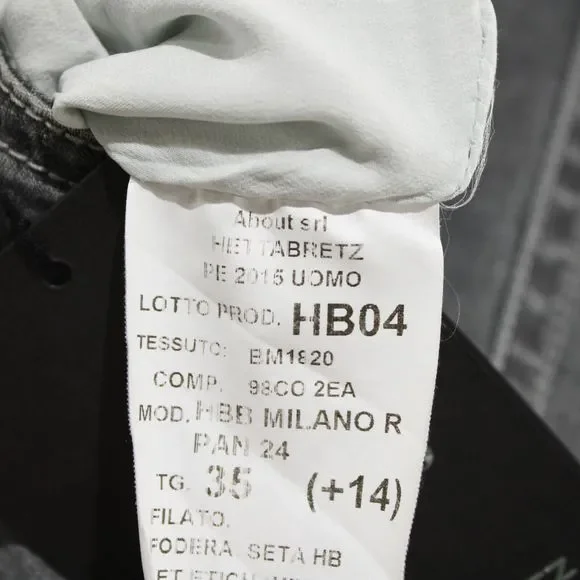 About srl
HETTABRETZ
PE 2015 UOMO
LOTTO PROD. HB04
TESSUTO: BM1820
COMP. 98CO 2EA
MOD. HBB MILANO R
PAN 24
TG. 35 (+14)
FILATO.
FODERA. SETA HB